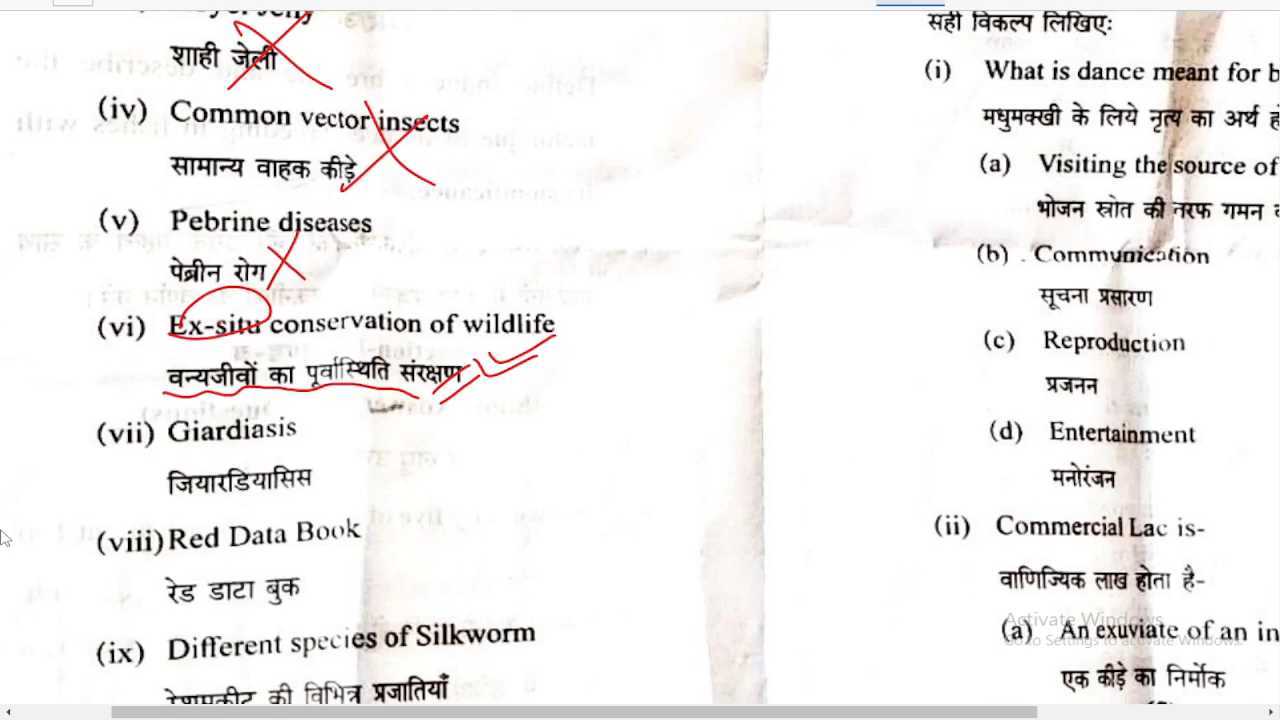 शाही जेली
(iv) Common vector insects
सामान्य वाहक कीड़े
(v) Pebrine diseases
पेब्रीन रोग
(vi) Ex-situ conservation of wildlife
वन्यजीवों का पूर्वास्थिति संरक्षण
(vii) Giardiasis
जियारडियासिस
(viii) Red Data Book
रेड डाटा बुक
(ix) Different species of Silkworm
रेशमकीट की विभिन्न प्रजातियाँ
सही विकल्प लिखिएः
(i) What is dance meant for
मधुमक्खी के लिये नृत्य का अर्थ
(a) Visiting the source of
भोजन स्त्रोत की तरफ गमन
(b) . Communication
सूचना प्रसारण
(c) Reproduction
प्रजनन
(d) Entertainment
मनोरंजन
(ii) Commercial Lac is-
वाणिज्यिक लाख होता है-
(a) An exuviate of an
एक कीड़े का निर्मोक
Activate Windows
Go to Settings to activate Windows.